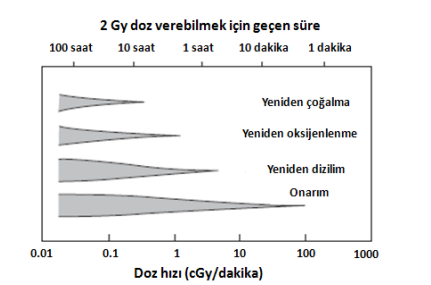 2 Gy doz verebilmek için geçen süre
100 saat 10 saat 1 saat 10 dakika 1 dakika
Yeniden çoğalma
Yeniden oksijenlenme
Yeniden dizilim
Onarım
0.01 0.1 1 10 100 1000
Doz hızı (cGy/dakika)